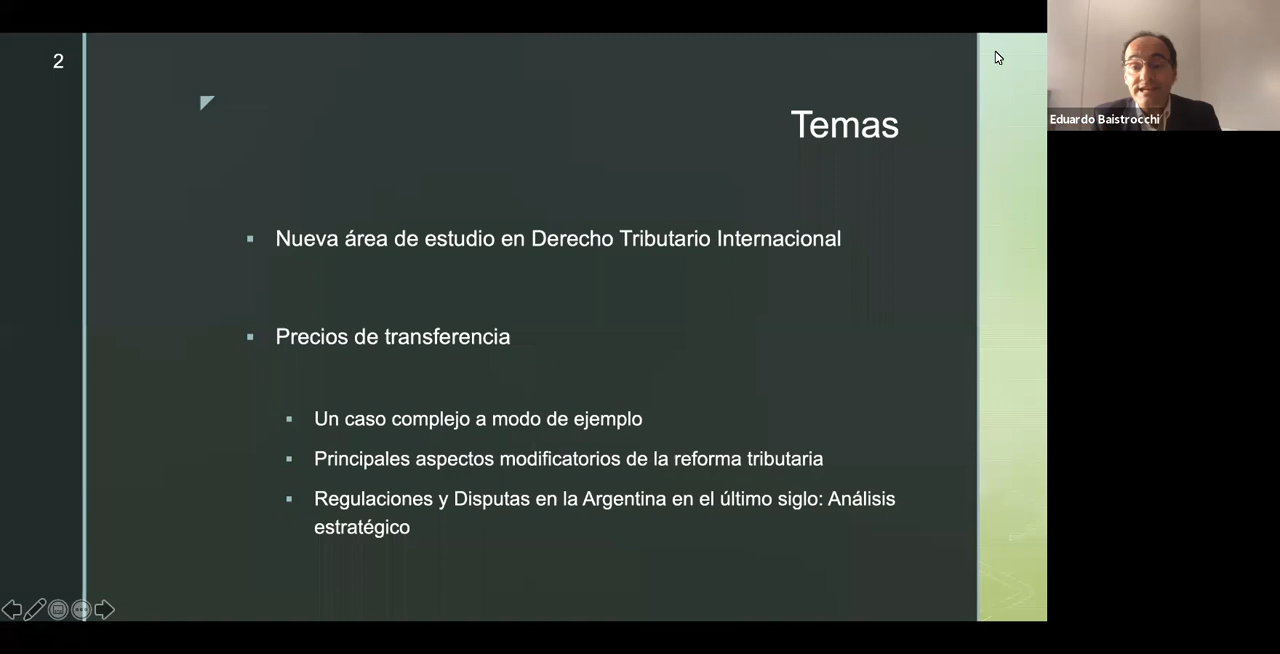 2
Temas
Nueva área de estudio en Derecho Tributario Internacional
Precios de transferencia
Un caso complejo a modo de ejemplo
Principales aspectos modificatorios de la reforma tributaria
Regulaciones y Disputas en la Argentina en el último siglo: Análisis
estratégico
Eduardo Baistrocchi